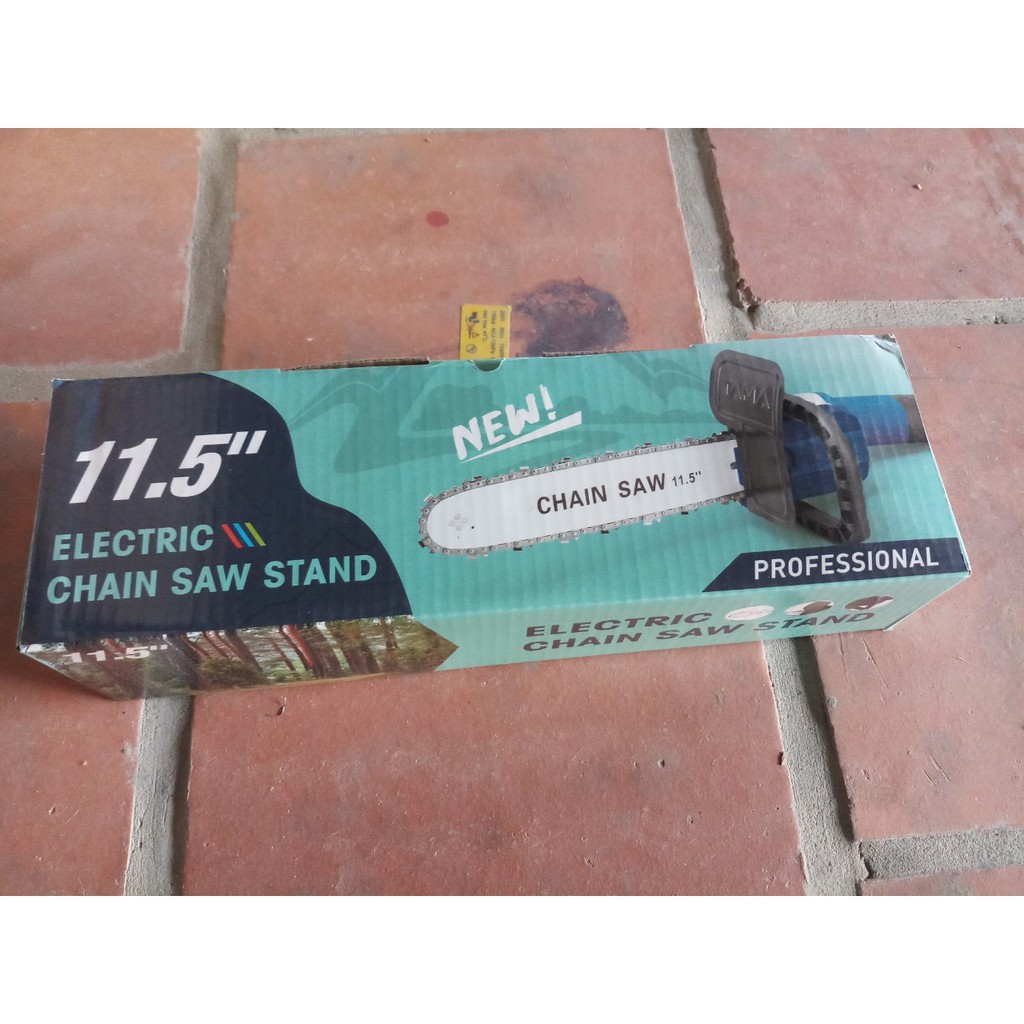 11.5"
ELECTRIC
CHAIN SAW STAND
NEW!
CHAIN SAW 11.5"
PROFESSIONAL
11.5"
ELECTRIC
CHAIN SAW STAND